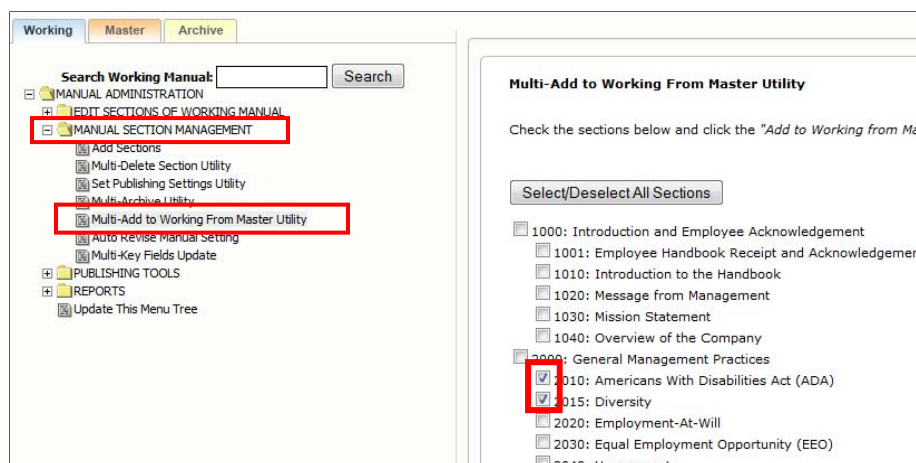 Working Master Archive
Search Working Manual: Search
MANUAL ADMINISTRATION
EDIT SECTIONS OF WORKING MANUAL
MANUAL SECTION MANAGEMENT
Add Sections
Multi-Delete Section Utility
Set Publishing Settings Utility
Multi-Archive Utility
Multi-Add to Working From Master Utility
Auto Revise Manual Setting
Multi-Key Fields Update
PUBLISHING TOOLS
REPORTS
Update This Menu Tree
Multi-Add to Working From Master Utility
Check the sections below and click the "Add to Working from Ma
Select/Deselect All Sections
1000: Introduction and Employee Acknowledgement
1001: Employee Handbook Receipt and Acknowledgemen
1010: Introduction to the Handbook
1020: Message from Management
1030: Mission Statement
1040: Overview of the Company
2000: General Management Practices
2010: Americans With Disabilities Act (ADA)
2015: Diversity
2020: Employment-At-Will
2030: Equal Employment Opportunity (EEO)